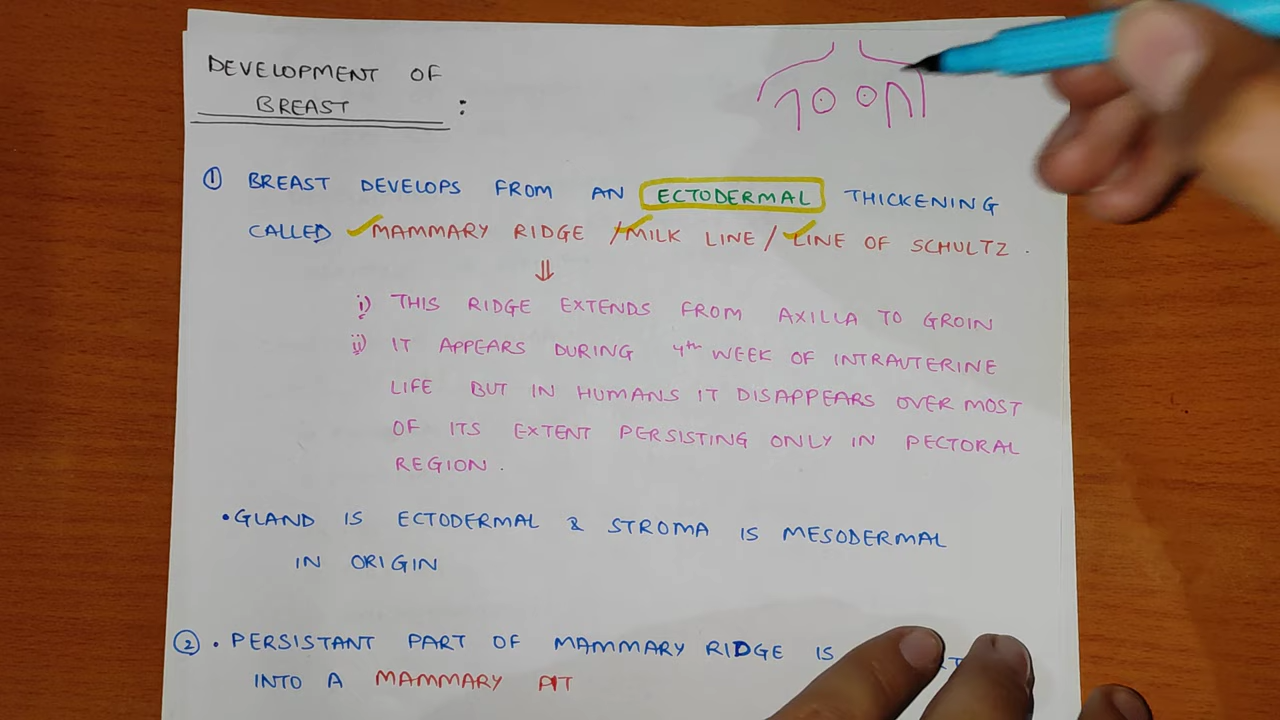 DEVELOPMENT OF
BREAST :
① BREAST DEVELOPS FROM AN ECTODERMAL THICKENING
CALLED MAMMARY RIDGE / MILK LINE / LINE OF SCHULTZ.
⇓
i) THIS RIDGE EXTENDS FROM AXILLA TO GROIN
ii) IT APPEARS DURING 4th WEEK OF INTRAUTERINE
LIFE BUT IN HUMANS IT DISAPPEARS OVER MOST
OF ITS EXTENT PERSISTING ONLY IN PECTORAL
REGION.
• GLAND IS ECTODERMAL & STROMA IS MESODERMAL
IN ORIGIN
② • PERSISTANT PART OF MAMMARY RIDGE IS
INTO A MAMMARY PIT